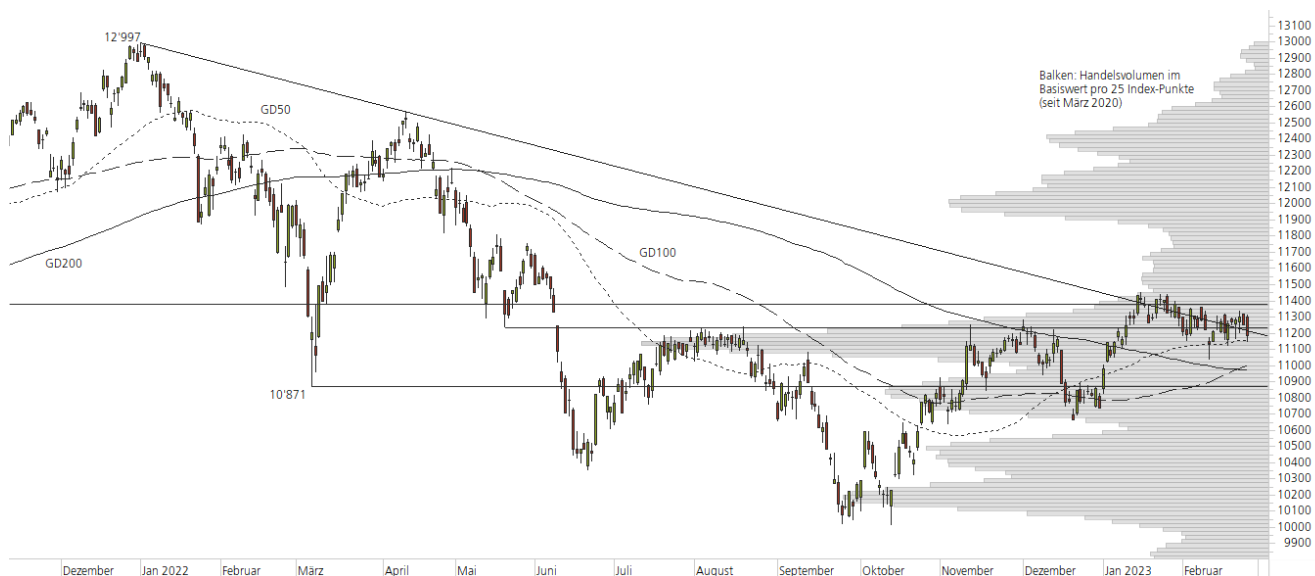 12'997
GD50
GD200
GD100
10'871
Balken: Handelsvolumen im
Basiswert pro 25 Index-Punkte
(seit März 2020)
13100
13000
12900
12800
12700
12600
12500
12400
12300
12200
12100
12000
11900
11800
11700
11600
11500
11400
11300
11200
11100
11000
10900
10800
10700
10600
10500
10400
10300
10200
10100
10000
9900
Dezember
Jan 2022
Februar
März
April
Mai
Juni
Juli
August
September
Oktober
November
Dezember
Jan 2023
Februar